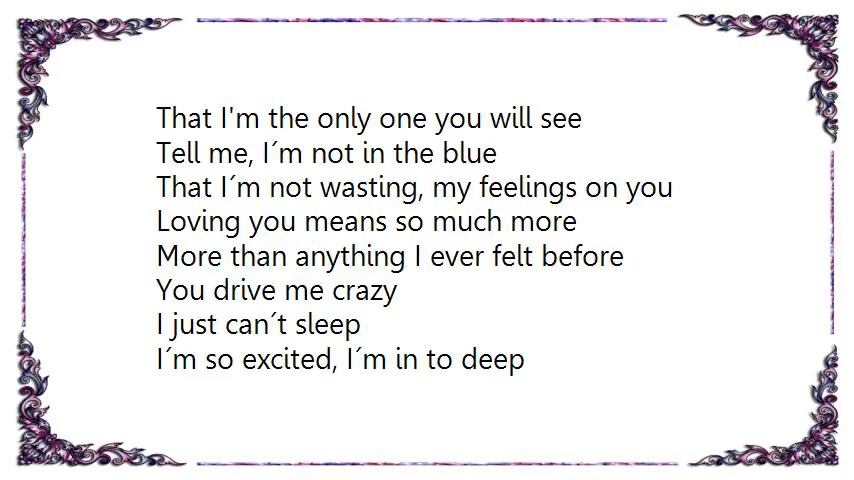 That I'm the only one you will see
Tell me, I´m not in the blue
That I´m not wasting, my feelings on you
Loving you means so much more
More than anything I ever felt before
You drive me crazy
I just can´t sleep
I´m so excited, I´m in to deep